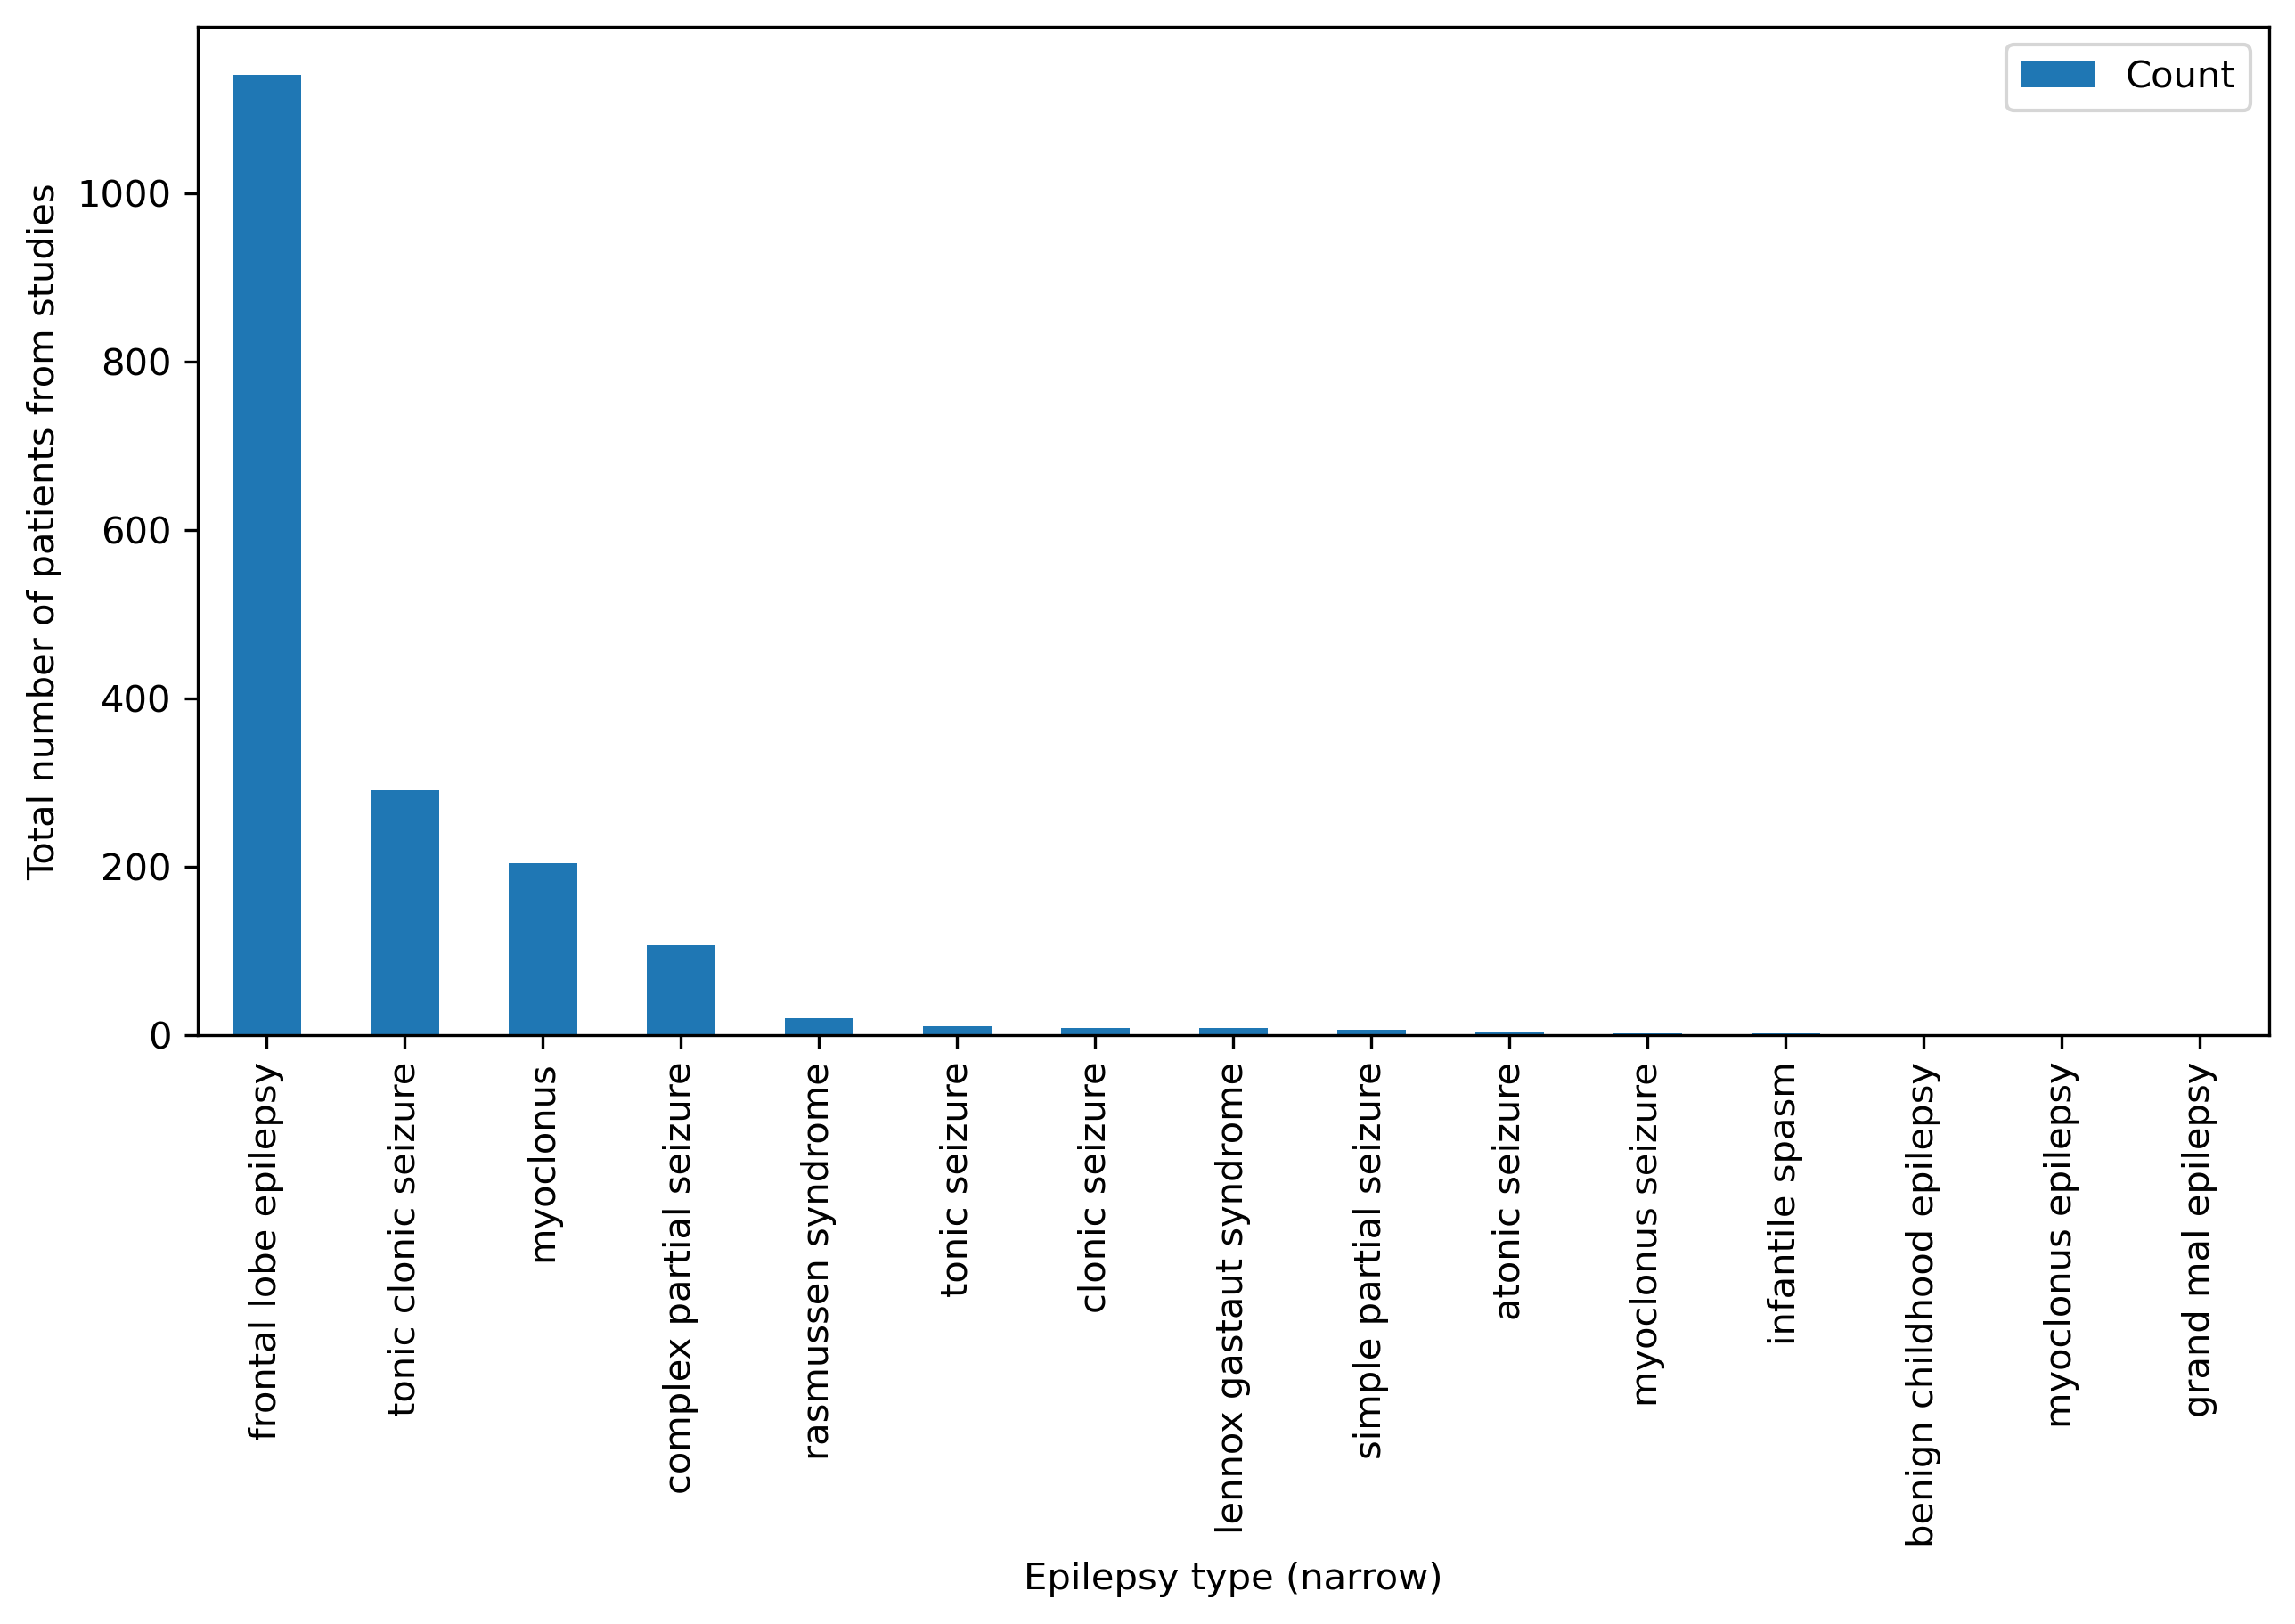 Count
Total number of patients from studies
1000
800
600
400
200
0
frontal lobe epilepsy
tonic clonic seizure
myoclonus
complex partial seizure
rasmussen syndrome
tonic seizure
clonic seizure
lennox gastaut syndrome
simple partial seizure
atonic seizure
myoclonus seizure
infantile spasm
benign childhood epilepsy
myoclonus epilepsy
grand mal epilepsy
Epilepsy type (narrow)